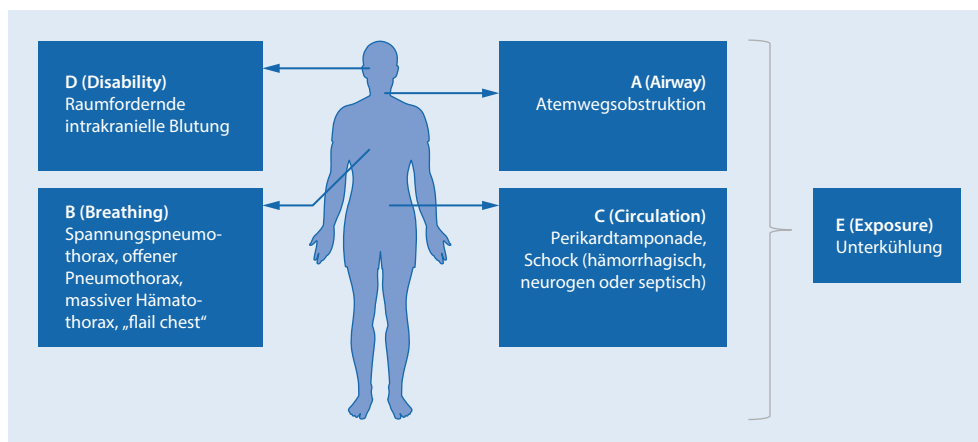 D (Disability)
Raumfordernde
intrakranielle Blutung
A (Airway)
Atemwegsobstruktion
B (Breathing)
Spannungspneumo-
thorax, offener
Pneumothorax,
massiver Hämato-
thorax, „flail chest“
C (Circulation)
Perikardtamponade,
Schock (hämorrhagisch,
neurogen oder septisch)
E (Exposure)
Unterkühlung